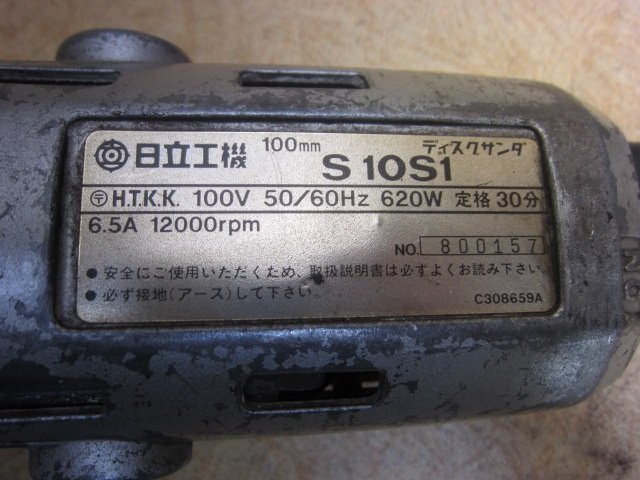 日立工機 100mm ディスクサンダ
S10S1
〒 H.T.K.K. 100V 50/60Hz 620W 定格 30分
6.5A 12000rpm
NO. 800157
●安全にご使用いただくため、取扱説明書は必ずよくお読み下さい。
●必ず接地(アース)して下さい。
C308659A